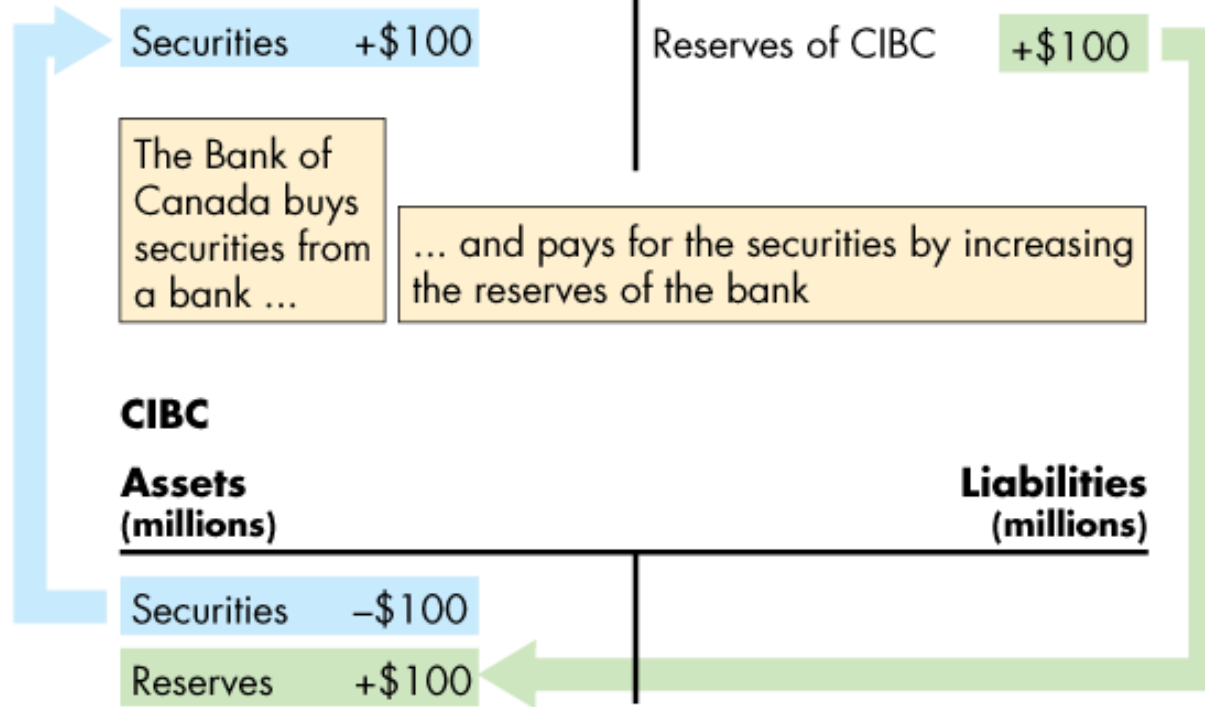 Securities +$100
Reserves of CIBC +$100
The Bank of
Canada buys
securities from
a bank ...
... and pays for the securities by increasing
the reserves of the bank
CIBC
Assets
(millions)
Liabilities
(millions)
Securities –$100
Reserves +$100